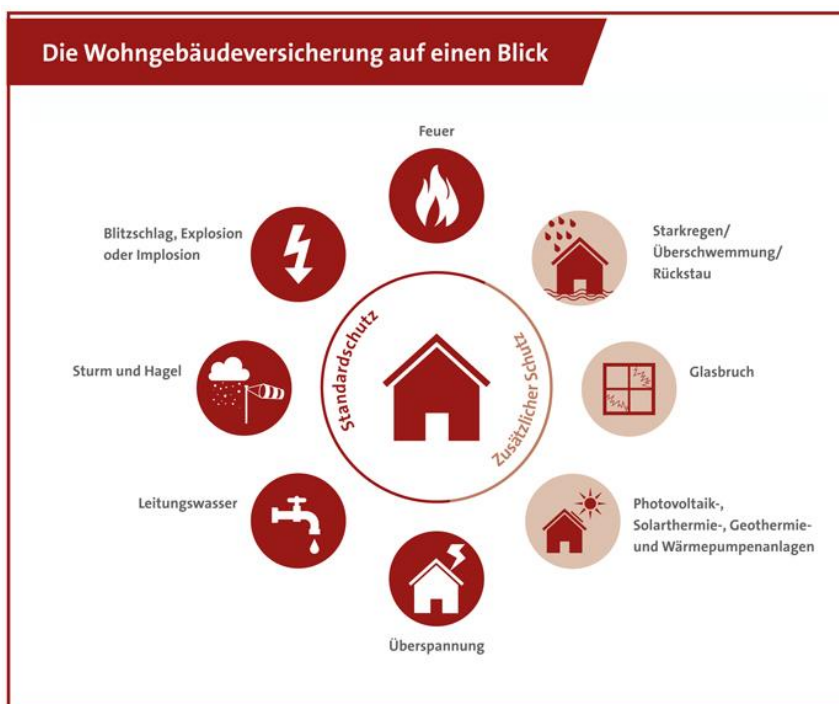 Die Wohngebäudeversicherung auf einen Blick
Feuer
Blitzschlag, Explosion
oder Implosion
Starkregen/
Überschwemmung/
Rückstau
Standardschutz
Zusätzlicher Schutz
Sturm und Hagel
Glasbruch
Leitungswasser
Photovoltaik-,
Solarthermie-, Geothermie-
und Wärmepumpenanlagen
Überspannung